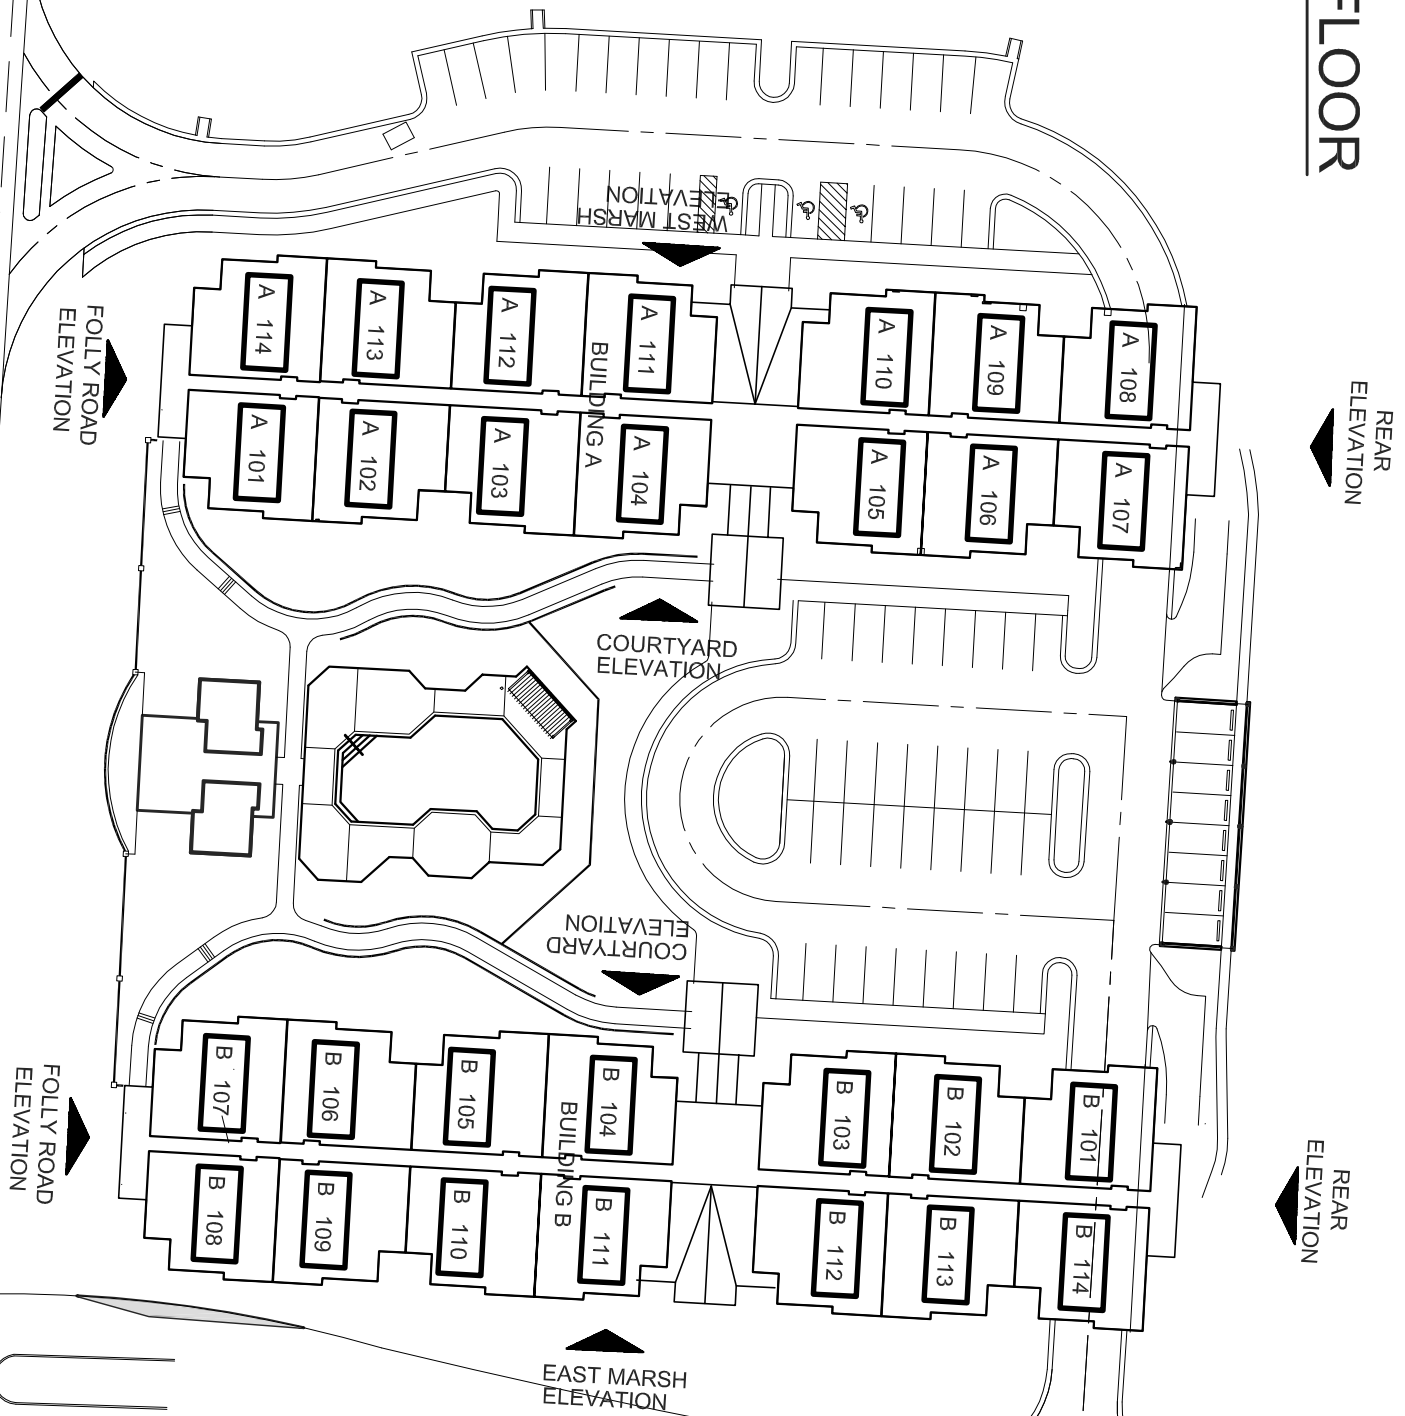 FLOOR
WEST MARSH
ELEVATION
FOLLY ROAD
ELEVATION
REAR
ELEVATION
A 114
A 113
A 112
A 111
A 110
A 109
A 108
BUILDING A
A 101
A 102
A 103
A 104
A 105
A 106
A 107
COURTYARD
ELEVATION
COURTYARD
ELEVATION
FOLLY ROAD
ELEVATION
REAR
ELEVATION
B 107
B 106
B 105
B 104
B 103
B 102
B 101
BUILDING B
B 108
B 109
B 110
B 111
B 112
B 113
B 114
EAST MARSH
ELEVATION